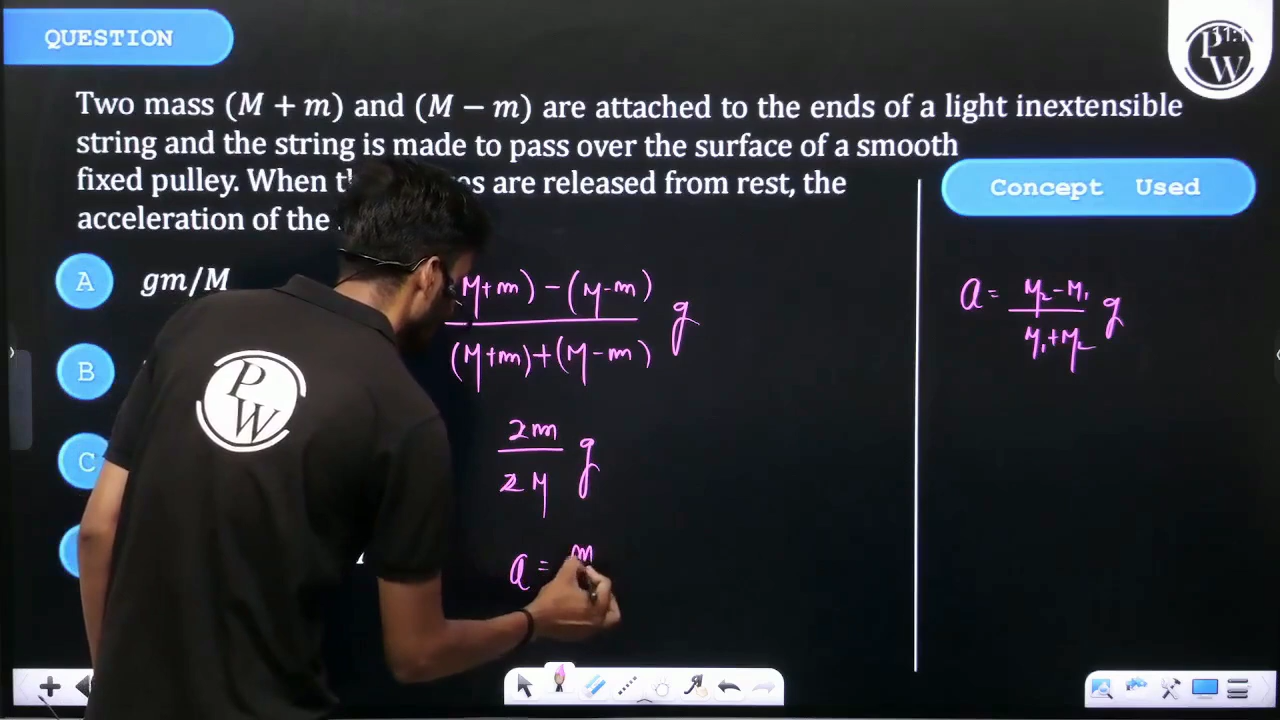 QUESTION
11:1
P
W
Two mass (M + m) and (M − m) are attached to the ends of a light inextensible
string and the string is made to pass over the surface of a smooth
fixed pulley. When are released from rest, the
acceleration of the
A gm/M
B
C
M+m) − (M−m)
(M+m)+(M−m) g
2m
2M g
a = m
Concept Used
a = M₂−M₁
M₁+M₂ g
P
W